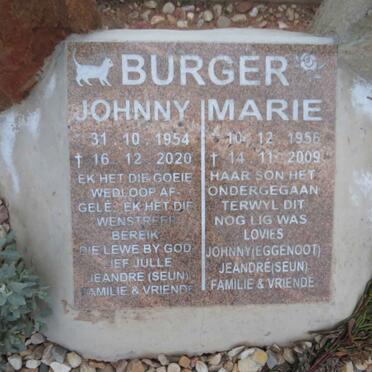 BURGER
JOHNNY
31. 10. 1954
† 16. 12. 2020
EK HET DIE GOEIE
WEDLOOP AF-
GELÊ. EK HET DIE
WENSTREEP
BEREIK.
DIE LEWE BY GOD
LIEF JULLE
JEANDRE (SEUN)
FAMILIE & VRIENDE
MARIE
10. 12. 1956
† 14. 11. 2009
HAAR SON HET
ONDERGEGAAN
TERWYL DIT
NOG LIG WAS
LOVIES
JOHNNY(EGGENOOT)
JEANDRE(SEUN)
FAMILIE & VRIENDE